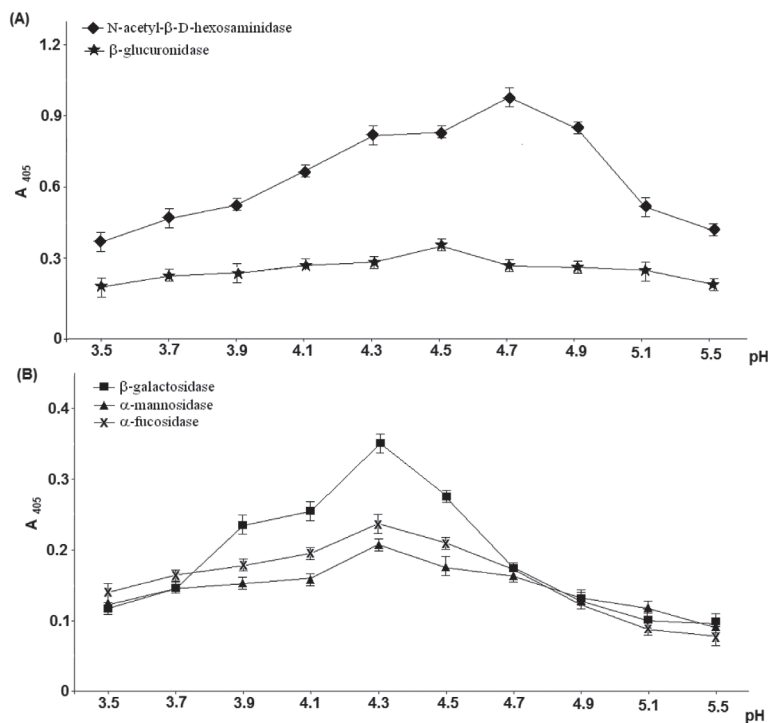 (A)
N-acetyl-β-D-hexosaminidase
β-glucuronidase
1.2
0.9
0.6
0.3
0
A 405
3.5 3.7 3.9 4.1 4.3 4.5 4.7 4.9 5.1 5.5
pH
(B)
β-galactosidase
α-mannosidase
α-fucosidase
0.4
0.3
0.2
0.1
0
A 405
3.5 3.7 3.9 4.1 4.3 4.5 4.7 4.9 5.1 5.5
pH